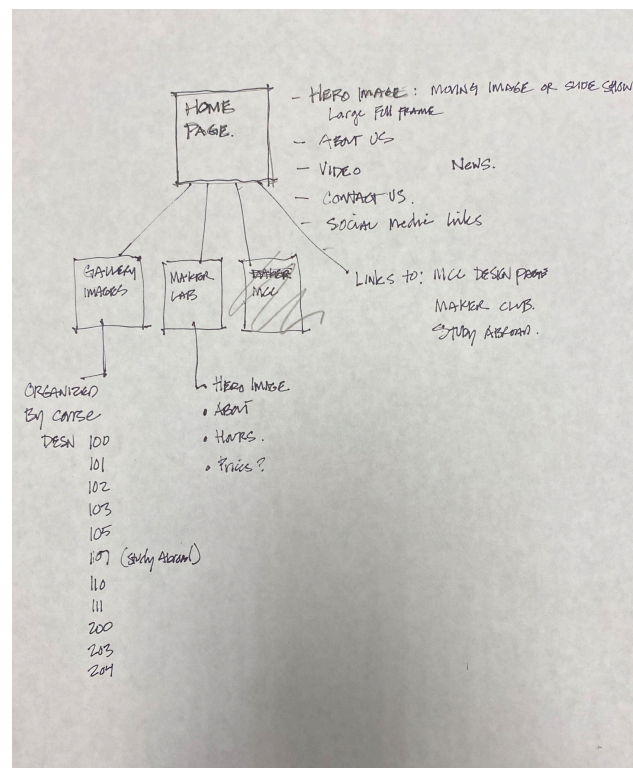 HOME
PAGE.
- HERO IMAGE: MOVING IMAGE OR SLIDE SHOW
Large Full FRAME
- ABOUT US
- VIDEO News.
- CONTACT US.
- Social Media links
GALLERY
IMAGES
MAKER
LAB
MCC
LINKS TO: MCC DESIGN PAGE
MAKER CLUB.
STUDY ABROAD.
ORGANIZED
By course
DESN 100
101
102
103
105
107 (Study Abroad)
110
111
200
203
204
HERO IMAGE
• ABOUT
• HOURS.
• Prices?